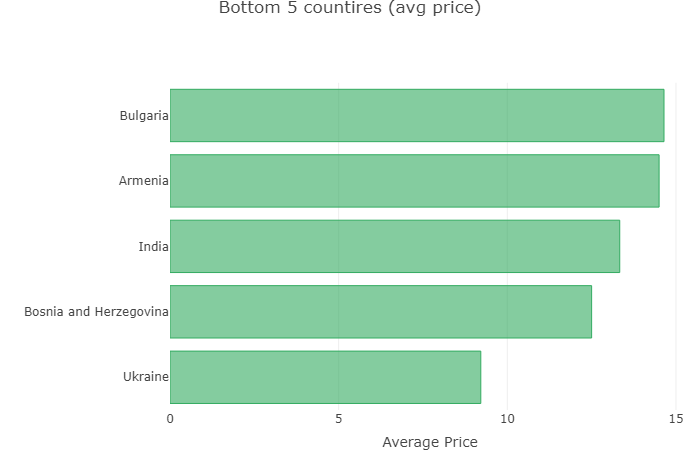 Bottom 5 countires (avg price)
Bulgaria
Armenia
India
Bosnia and Herzegovina
Ukraine
0 5 10 15
Average Price